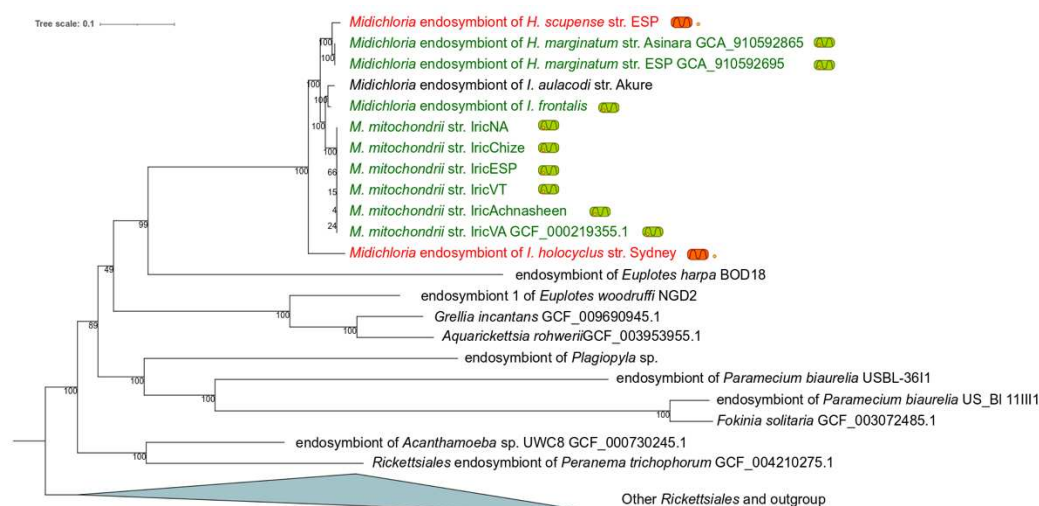 Tree scale: 0.1
Midichloria endosymbiont of H. scupense str. ESP
Midichloria endosymbiont of H. marginatum str. Asinara GCA_910592865
Midichloria endosymbiont of H. marginatum str. ESP GCA_910592695
Midichloria endosymbiont of I. aulacodi str. Akure
Midichloria endosymbiont of I. frontalis
M. mitochondrii str. IricNA
M. mitochondrii str. IricChize
M. mitochondrii str. IricESP
M. mitochondrii str. IricVT
M. mitochondrii str. IricAchnasheen
M. mitochondrii str. IricVA GCF_000219355.1
Midichloria endosymbiont of I. holocyclus str. Sydney
endosymbiont of Euplotes harpa BOD18
endosymbiont 1 of Euplotes woodruffi NGD2
Grellia incantans GCF_009690945.1
Aquarickettsia rohweriiGCF_003953955.1
endosymbiont of Plagiopyla sp.
endosymbiont of Paramecium biaurelia USBL-36I1
endosymbiont of Paramecium biaurelia US_Bl 11III1
Fokinia solitaria GCF_003072485.1
endosymbiont of Acanthamoeba sp. UWC8 GCF_000730245.1
Rickettsiales endosymbiont of Peranema trichophorum GCF_004210275.1
Other Rickettsiales and outgroup
100
100
100
100
100
100
66
15
4
24
100
99
49
100
100
89
100
100
100
100
100